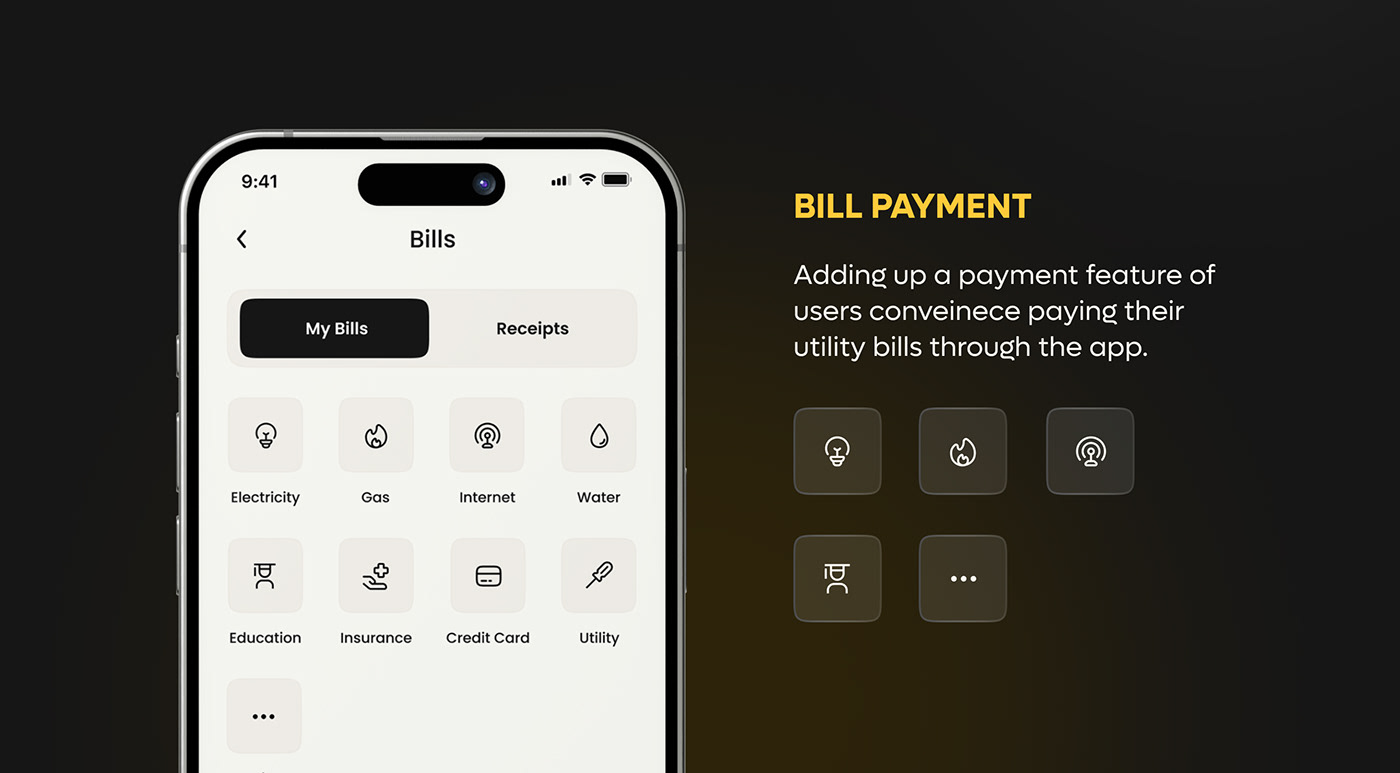 9:41
Bills
My Bills
Receipts
Electricity
Gas
Internet
Water
Education
Insurance
Credit Card
Utility
BILL PAYMENT
Adding up a payment feature of
users conveinece paying their
utility bills through the app.